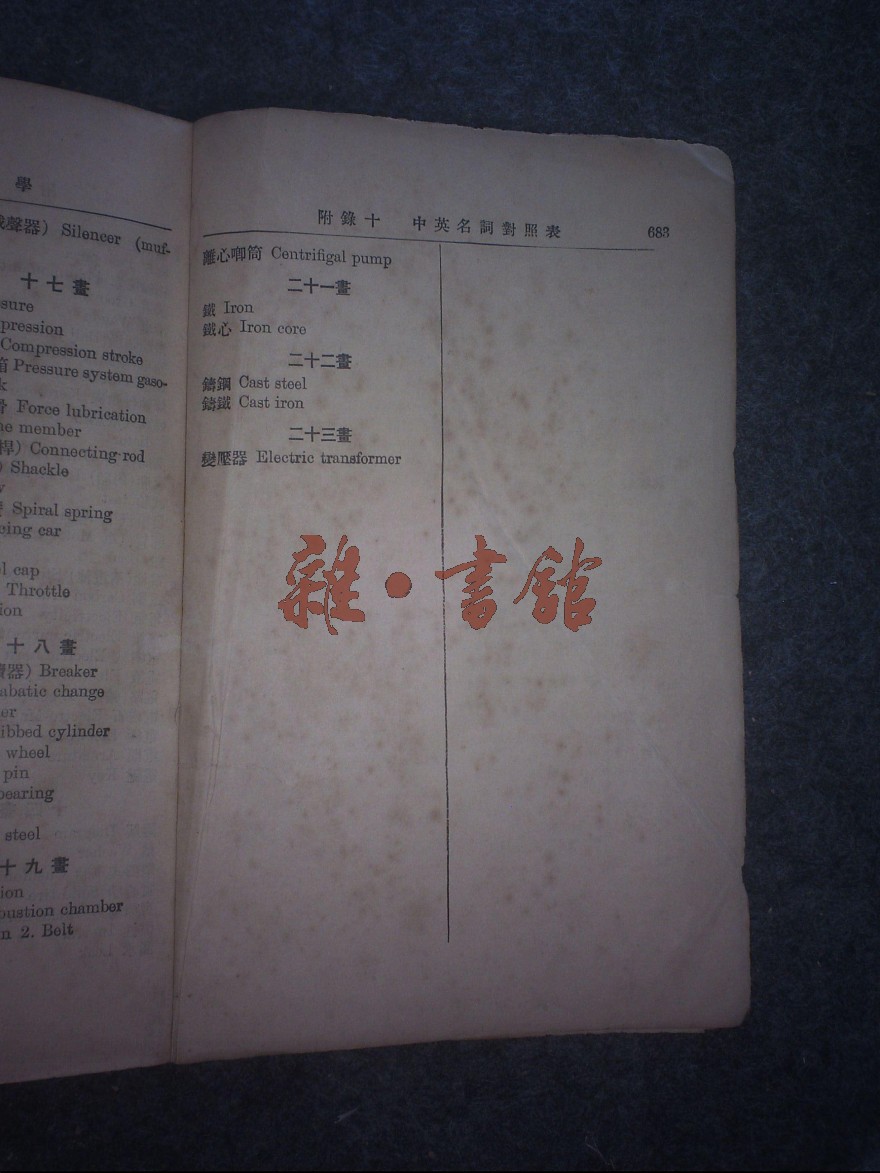 學
聲器) Silencer (muf-
十七畫
sure
pression
Compression stroke
Pressure system gaso-
k
Force lubrication
ne member
桿) Connecting-rod
) Shackle
Spiral spring
cing car
l cap
Throttle
ion
十八畫
器) Breaker
abatic change
er
ibbed cylinder
wheel
pin
bearing
steel
十九畫
ion
bustion chamber
n 2. Belt
附錄十 中英名詞對照表 683
離心喞筒 Centrifigal pump
二十一畫
鐵 Iron
鐵心 Iron core
二十二畫
鑄鋼 Cast steel
鑄鐵 Cast iron
二十三畫
變壓器 Electric transformer
雜·書館